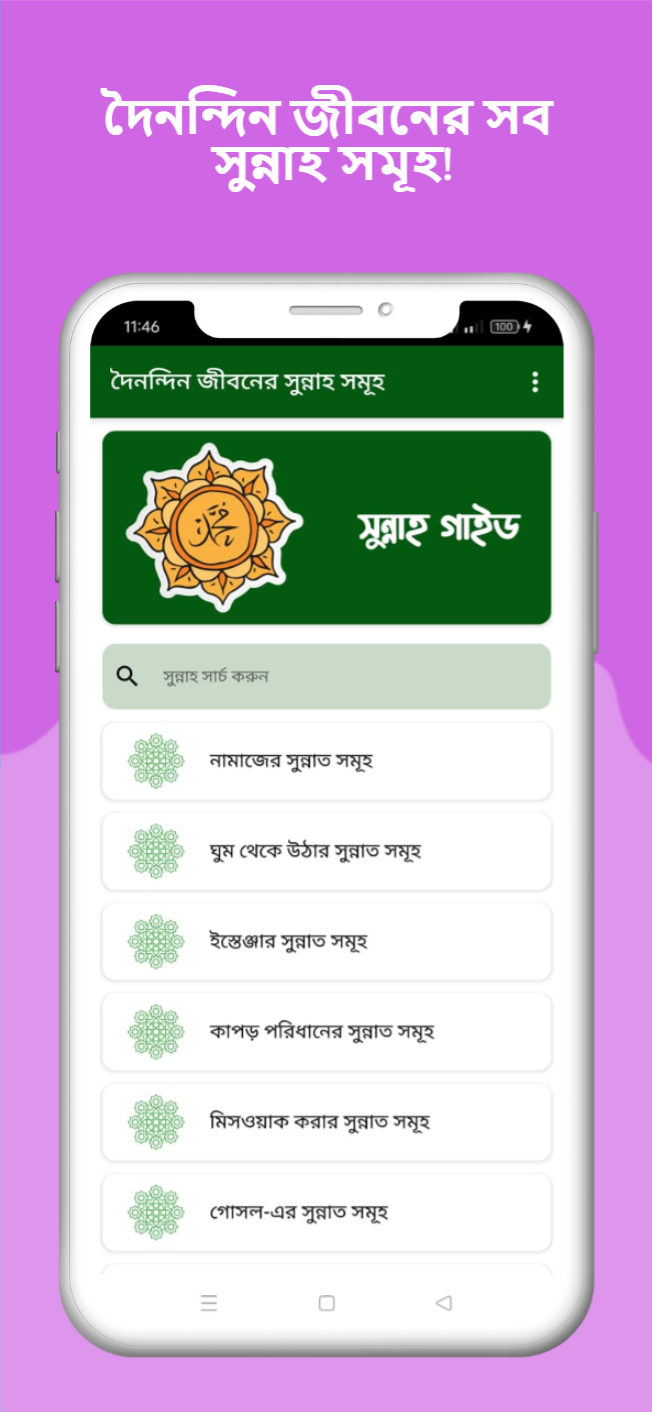 দৈনন্দিন জীবনের সব
সুন্নাহ সমূহ!
11:46
100
দৈনন্দিন জীবনের সুন্নাহ সমূহ
محمد
সুন্নাহ গাইড
সুন্নাহ সার্চ করুন
নামাজের সুন্নাত সমূহ
ঘুম থেকে উঠার সুন্নাত সমূহ
ইস্তেঞ্জার সুন্নাত সমূহ
কাপড় পরিধানের সুন্নাত সমূহ
মিসওয়াক করার সুন্নাত সমূহ
গোসল-এর সুন্নাত সমূহ